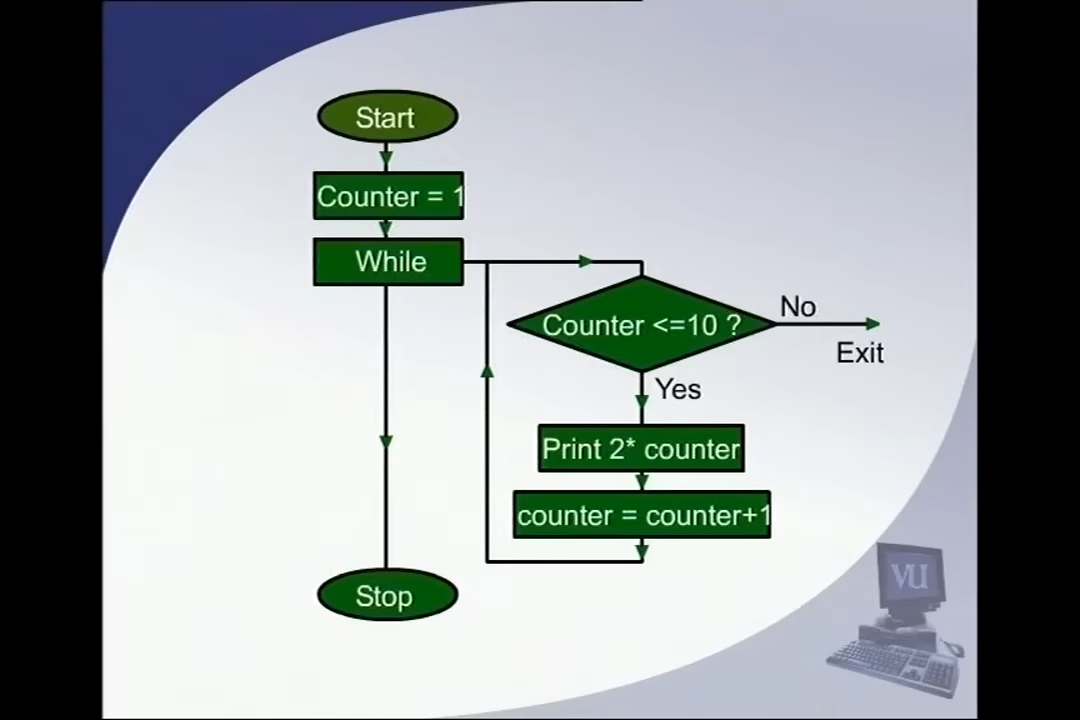 Start
Counter = 1
While
Counter <=10 ?
No
Exit
Yes
Print 2* counter
counter = counter+1
Stop
VU